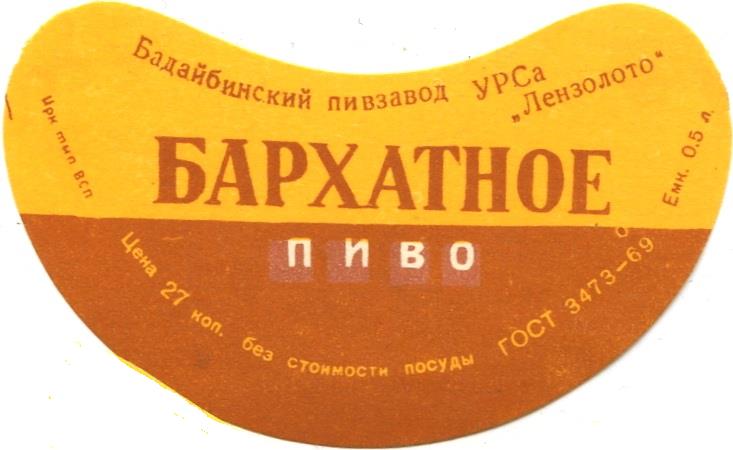 Бадайбинский пивзавод УРСа
„Лензолото“
Ирк тип ВСП
Емк. 0.5 л.
БАРХАТНОЕ
ПИВО
Цена 27 коп. без стоимости посуды ГОСТ 3473–69